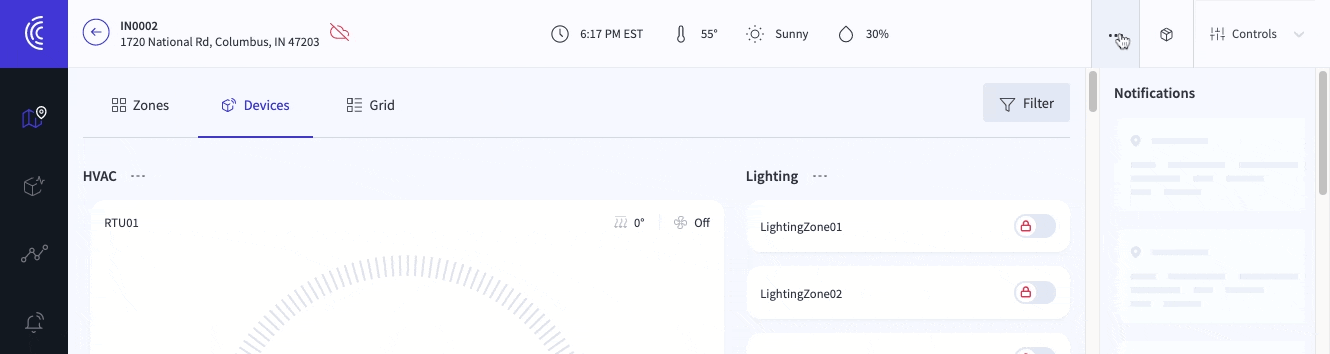 IN0002
1720 National Rd, Columbus, IN 47203
6:17 PM EST
55°
Sunny
30%
Controls
Zones
Devices
Grid
Filter
Notifications
HVAC
Lighting
RTU01
0°
Off
LightingZone01
LightingZone02